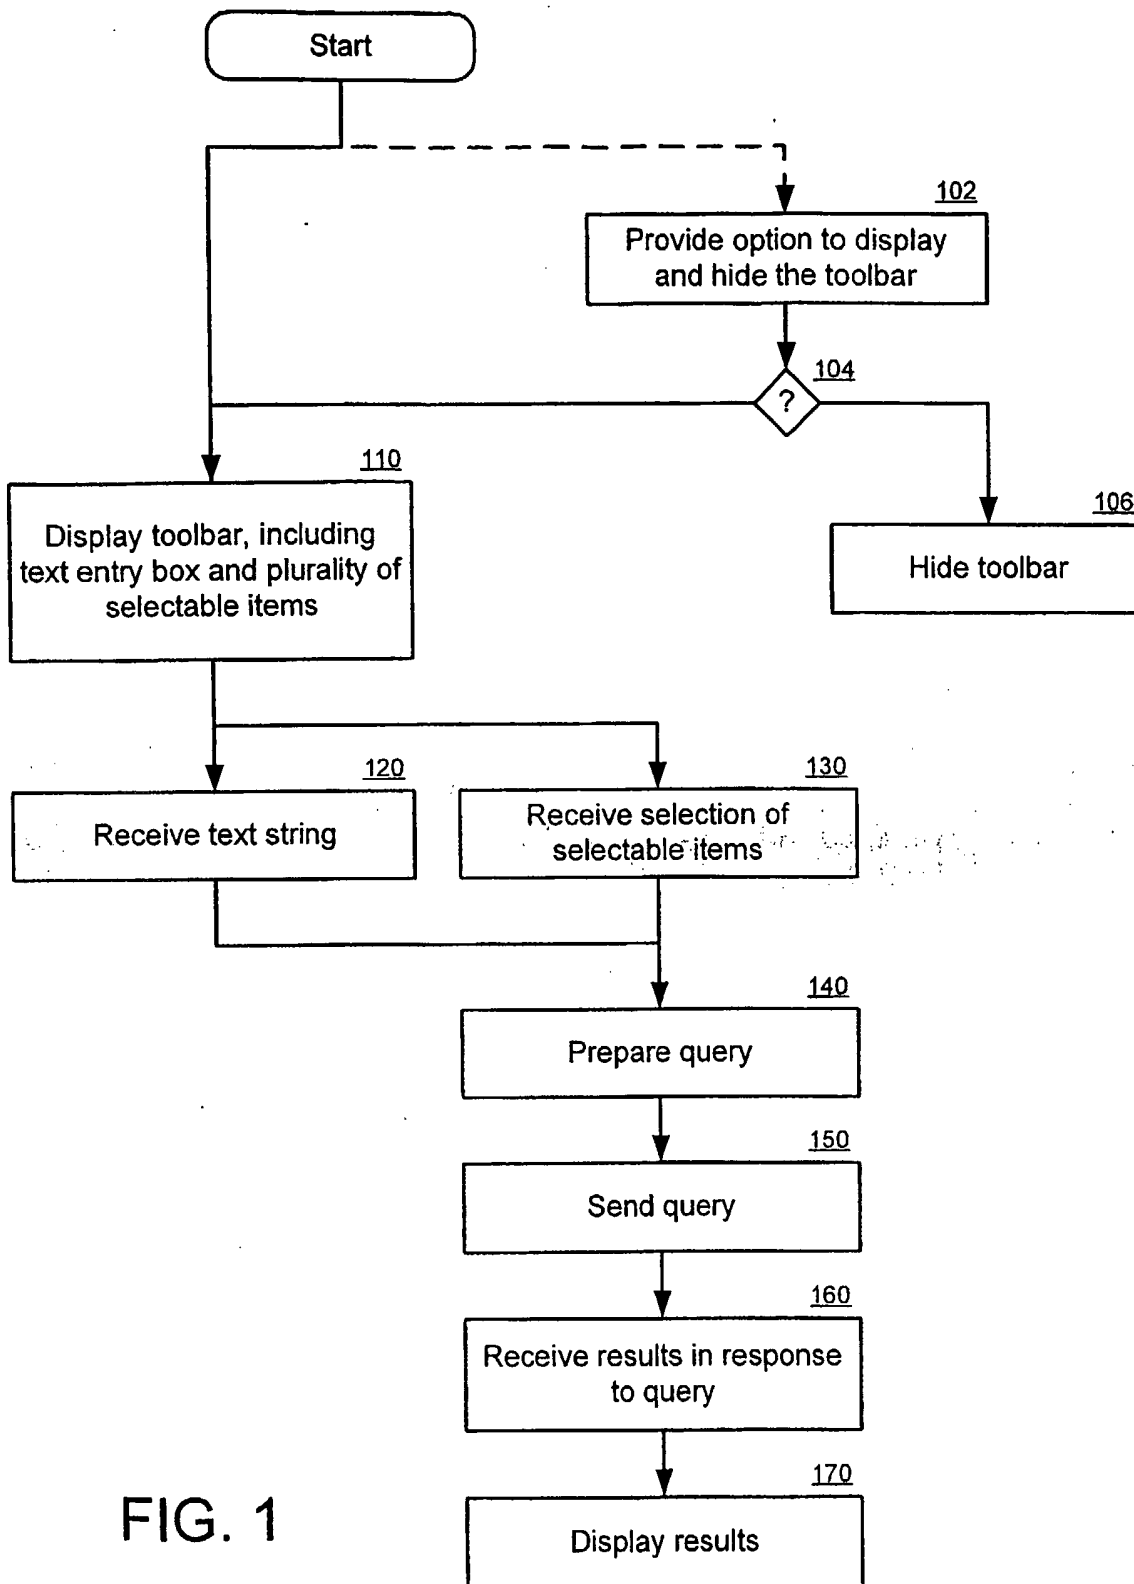 Start
102
Provide option to display
and hide the toolbar
104
?
110
Display toolbar, including
text entry box and plurality of
selectable items
106
Hide toolbar
120
Receive text string
130
Receive selection of
selectable items
140
Prepare query
150
Send query
160
Receive results in response
to query
170
Display results
FIG. 1